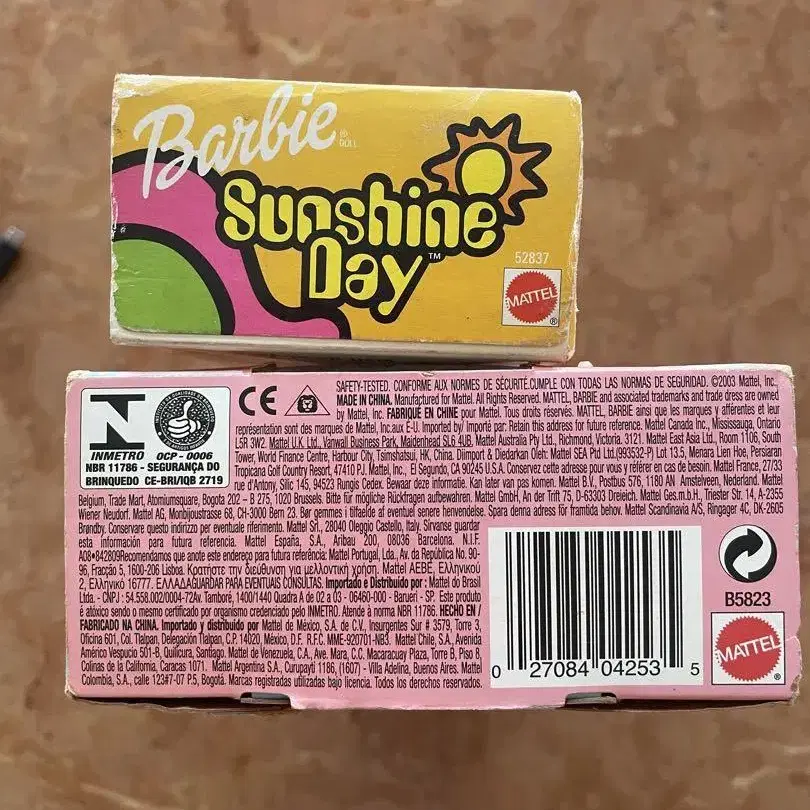 Barbie
Sunshine
Day™
52837
MATTEL
®
INMETRO OCP - 0006
NBR 11786 - SEGURANÇA DO
BRINQUEDO CE-BRI/IQB 2719
CE
SAFETY-TESTED. CONFORME AUX NORMES DE SÉCURITÉ.CUMPLE CON TODAS LAS NORMAS DE SEGURIDAD. ©2003 Mattel, Inc.,
MADE IN CHINA. Manufactured for Mattel. All Rights Reserved. MATTEL, BARBIE and associated trademarks and trade dress are owned
by Mattel, Inc. FABRIQUÉ EN CHINE pour Mattel. Tous droits réservés. MATTEL, BARBIE ainsi que les marques y afférentes et leur
représentation sont des marques de Mattel, Inc.aux E-U. Imported by/ Importé par: Retain this address for future reference. Mattel Canada Inc., Mississauga, Ontario
L5R 3W2. Mattel U.K. Ltd., Vanwall Business Park, Maidenhead SL6 4UB. Mattel Australia Pty Ltd., Richmond, Victoria. 3121. Mattel East Asia Ltd., Room 1106, South
Tower, World Finance Centre, Harbour City, Tsimshatsui, HK, China. Diimport & Diedarkan Oleh: Mattel SEA Ptd Ltd.(993532-P) Lot 13.5, Menara Lien Hoe, Persiaran
Tropicana Golf Country Resort, 47410 PJ. Mattel, Inc., El Segundo, CA 90245 U.S.A. Conservez cette adresse pour vous y référer en cas de besoin. Mattel France, 27/33
rue d'Antony, Silic 145, 94523 Rungis Cedex. Bewaar deze informatie. Kan later van pas komen. Mattel B.V., Postbus 576, 1180 AN Amstelveen, Nederland. Mattel
Belgium, Trade Mart, Atomiumsquare, Bogota 202 - B 275, 1020 Brussels. Bitte für mögliche Rückfragen aufbewahren. Mattel GmbH, An der Trift 75, D-63303 Dreieich. Mattel Ges.m.b.H., Triester Str. 14, A-2355
Wiener Neudorf. Mattel AG, Monbijoustrasse 68, CH-3000 Bern 23. Bør gemmes i tilfælde af senere henvendelse. Spara denna adress för framtida behov. Mattel Scandinavia A/S, Ringager 4C, DK-2605
Brøndby. Conservare questo indirizzo per eventuale riferimento. Mattel Srl., 28040 Oleggio Castello, Italy. Sírvanse guardar
esta información para futura referencia. Mattel España, S.A., Aribau 200, 08036 Barcelona. N.I.F.
A08*842809Recomendamos que anote este endereço para futura referência: Mattel Portugal, Lda., Av. da República No. 90-
96, Fracção 5, 1600-206 Lisboa. Κρατήστε την διεύθυνση για μελλοντική χρήση. Mattel AEBE, Ελληνικού
2, Ελληνικό 16777. ΕΛΛΑΔΑGUARDAR PARA EVENTUAIS CONSULTAS. Importado e Distribuido por : Mattel do Brasil
Ltda. - CNPJ : 54.558.002/0004-72Av. Tamboré, 1400/1440 Quadra A de 02 a 03 - 06460-000 - Barueri - SP. Este produto
é atóxico sendo o mesmo certificado por organismo credenciado pelo INMETRO. Atende à norma NBR 11786. HECHO EN /
FABRICADO NA CHINA. Importado y distribuido por Mattel de México, S.A. de C.V., Insurgentes Sur # 3579, Torre 3,
Oficina 601, Col. Tlalpan, Delegación Tlalpan, C.P. 14020, México, D.F. R.F.C. MME-920701-NB3. Mattel Chile, S.A., Avenida
Américo Vespucio 501-B, Quilicura, Santiago. Mattel de Venezuela, C.A., Ave. Mara, C.C. Macaracuay Plaza, Torre B, Piso 8,
Colinas de la California, Caracas 1071. Mattel Argentina S.A., Curupaytí 1186, (1607) - Villa Adelina, Buenos Aires. Mattel
Colombia, S.A., calle 123#7-07 P.5, Bogotá. Marcas registradas utilizadas bajo licencia. Todos los derechos reservados.
0 27084 04253 5
B5823
MATTEL
®